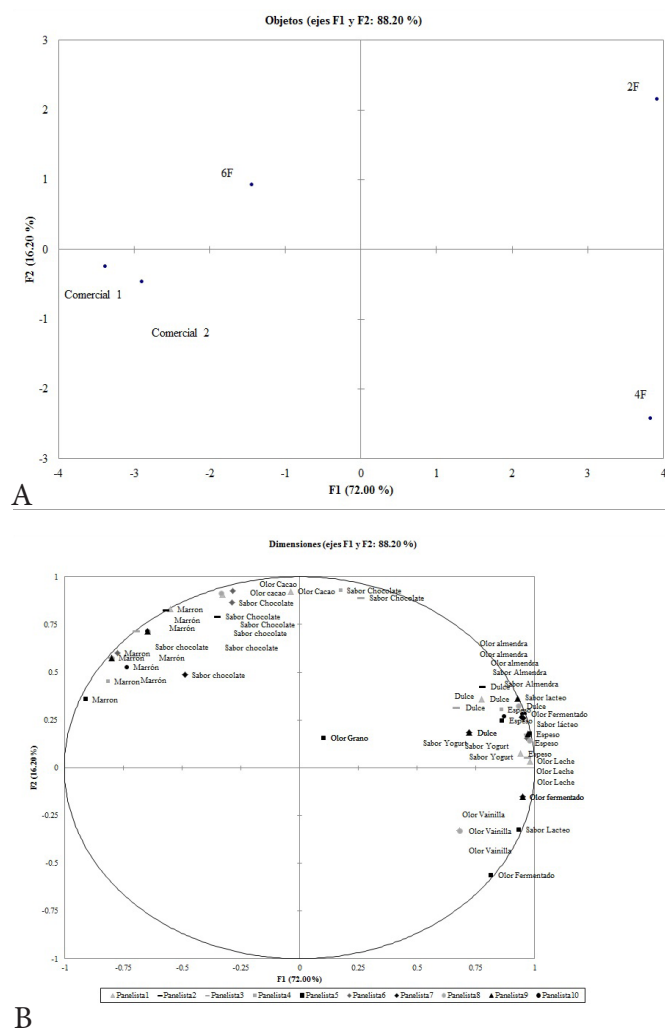 Objetos (ejes F1 y F2: 88.20 %)
3
2F
2
6F
1
0
F2 (16.20 %)
Comercial 1
-1
Comercial 2
-2
4F
-3
-4 -3 -2 -1 0 1 2 3 4
F1 (72.00 %)
A
Dimensiones (ejes F1 y F2: 88.20 %)
1
Olor Cacao
Olor cacao
Olor Cacao
Sabor Chocolate
Sabor Chocolate
Sabor Chocolate
Marron
0.75
Sabor Chocolate
Marrón
Sabor Chocolate
Marrón
Sabor chocolate
Olor almendra
Sabor chocolate
Sabor chocolate
Olor almendra
Marron
Marrón
Olor almendra
0.5
Marrón
Sabor Almendra
Marron
Marrón
Sabor chocolate
Dulce
Sabor Almendra
Marron
Dulce
Sabor lacteo
Dulce
Dulce
0.25
Espeso
Olor Fermentado
Espeso
Sabor lácteo
Olor Grano
Dulce
Espeso
Sabor Yogurt
Sabor Yogurt
Espeso
Sabor Yogurt
Espeso
Olor Leche
0
Olor Leche
Olor Leche
F2 (16.20 %)
Olor fermentado
-0.25
Olor Vainilla
Olor Vainilla
Sabor Lacteo
Olor Vainilla
-0.5
Olor Fermentado
-0.75
-1
-1 -0.75 -0.5 -0.25 0 0.25 0.5 0.75 1
F1 (72.00%)
Panelista1 Panelista2 Panelista3 Panelista4 Panelista5 Panelista6 Panelista7 Panelista8 Panelista9 Panelista10
B